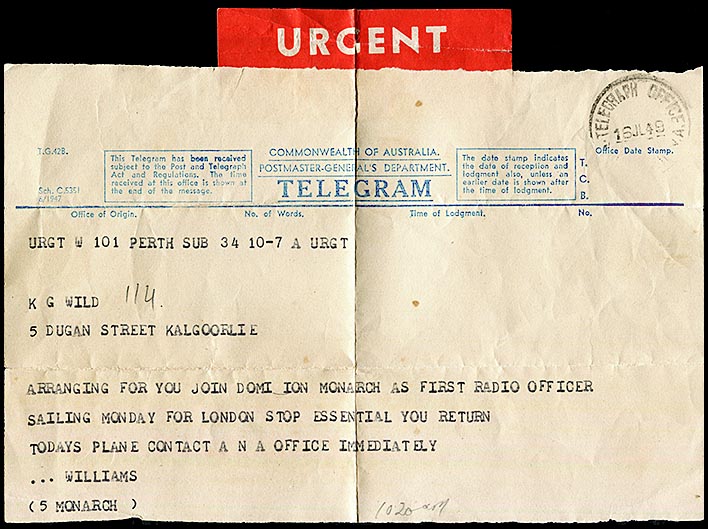 URGENT
TELEGRAPH OFFICE
16 JL 49
W.A.
T.G.42B.
This Telegram has been received
subject to the Post and Telegraph
Act and Regulations. The time
received at this office is shown at
the end of the message.
COMMONWEALTH OF AUSTRALIA.
POSTMASTER-GENERAL'S DEPARTMENT.
TELEGRAM
The date stamp indicates
the date of reception and
lodgment also, unless an
earlier date is shown after
the time of lodgment.
Office Date Stamp.
T.
C.
B.
Sch. C.5351
6/1947
Office of Origin. No. of Words. Time of Lodgment. No.
URGT W 101 PERTH SUB 34 10-7 A URGT
K G WILD 114.
5 DUGAN STREET KALGOORLIE
ARRANGING FOR YOU JOIN DOMI ION MONARCH AS FIRST RADIO OFFICER
SAILING MONDAY FOR LONDON STOP ESSENTIAL YOU RETURN
TODAYS PLANE CONTACT A N A OFFICE IMMEDIATELY
... WILLIAMS
(5 MONARCH )
1020 am